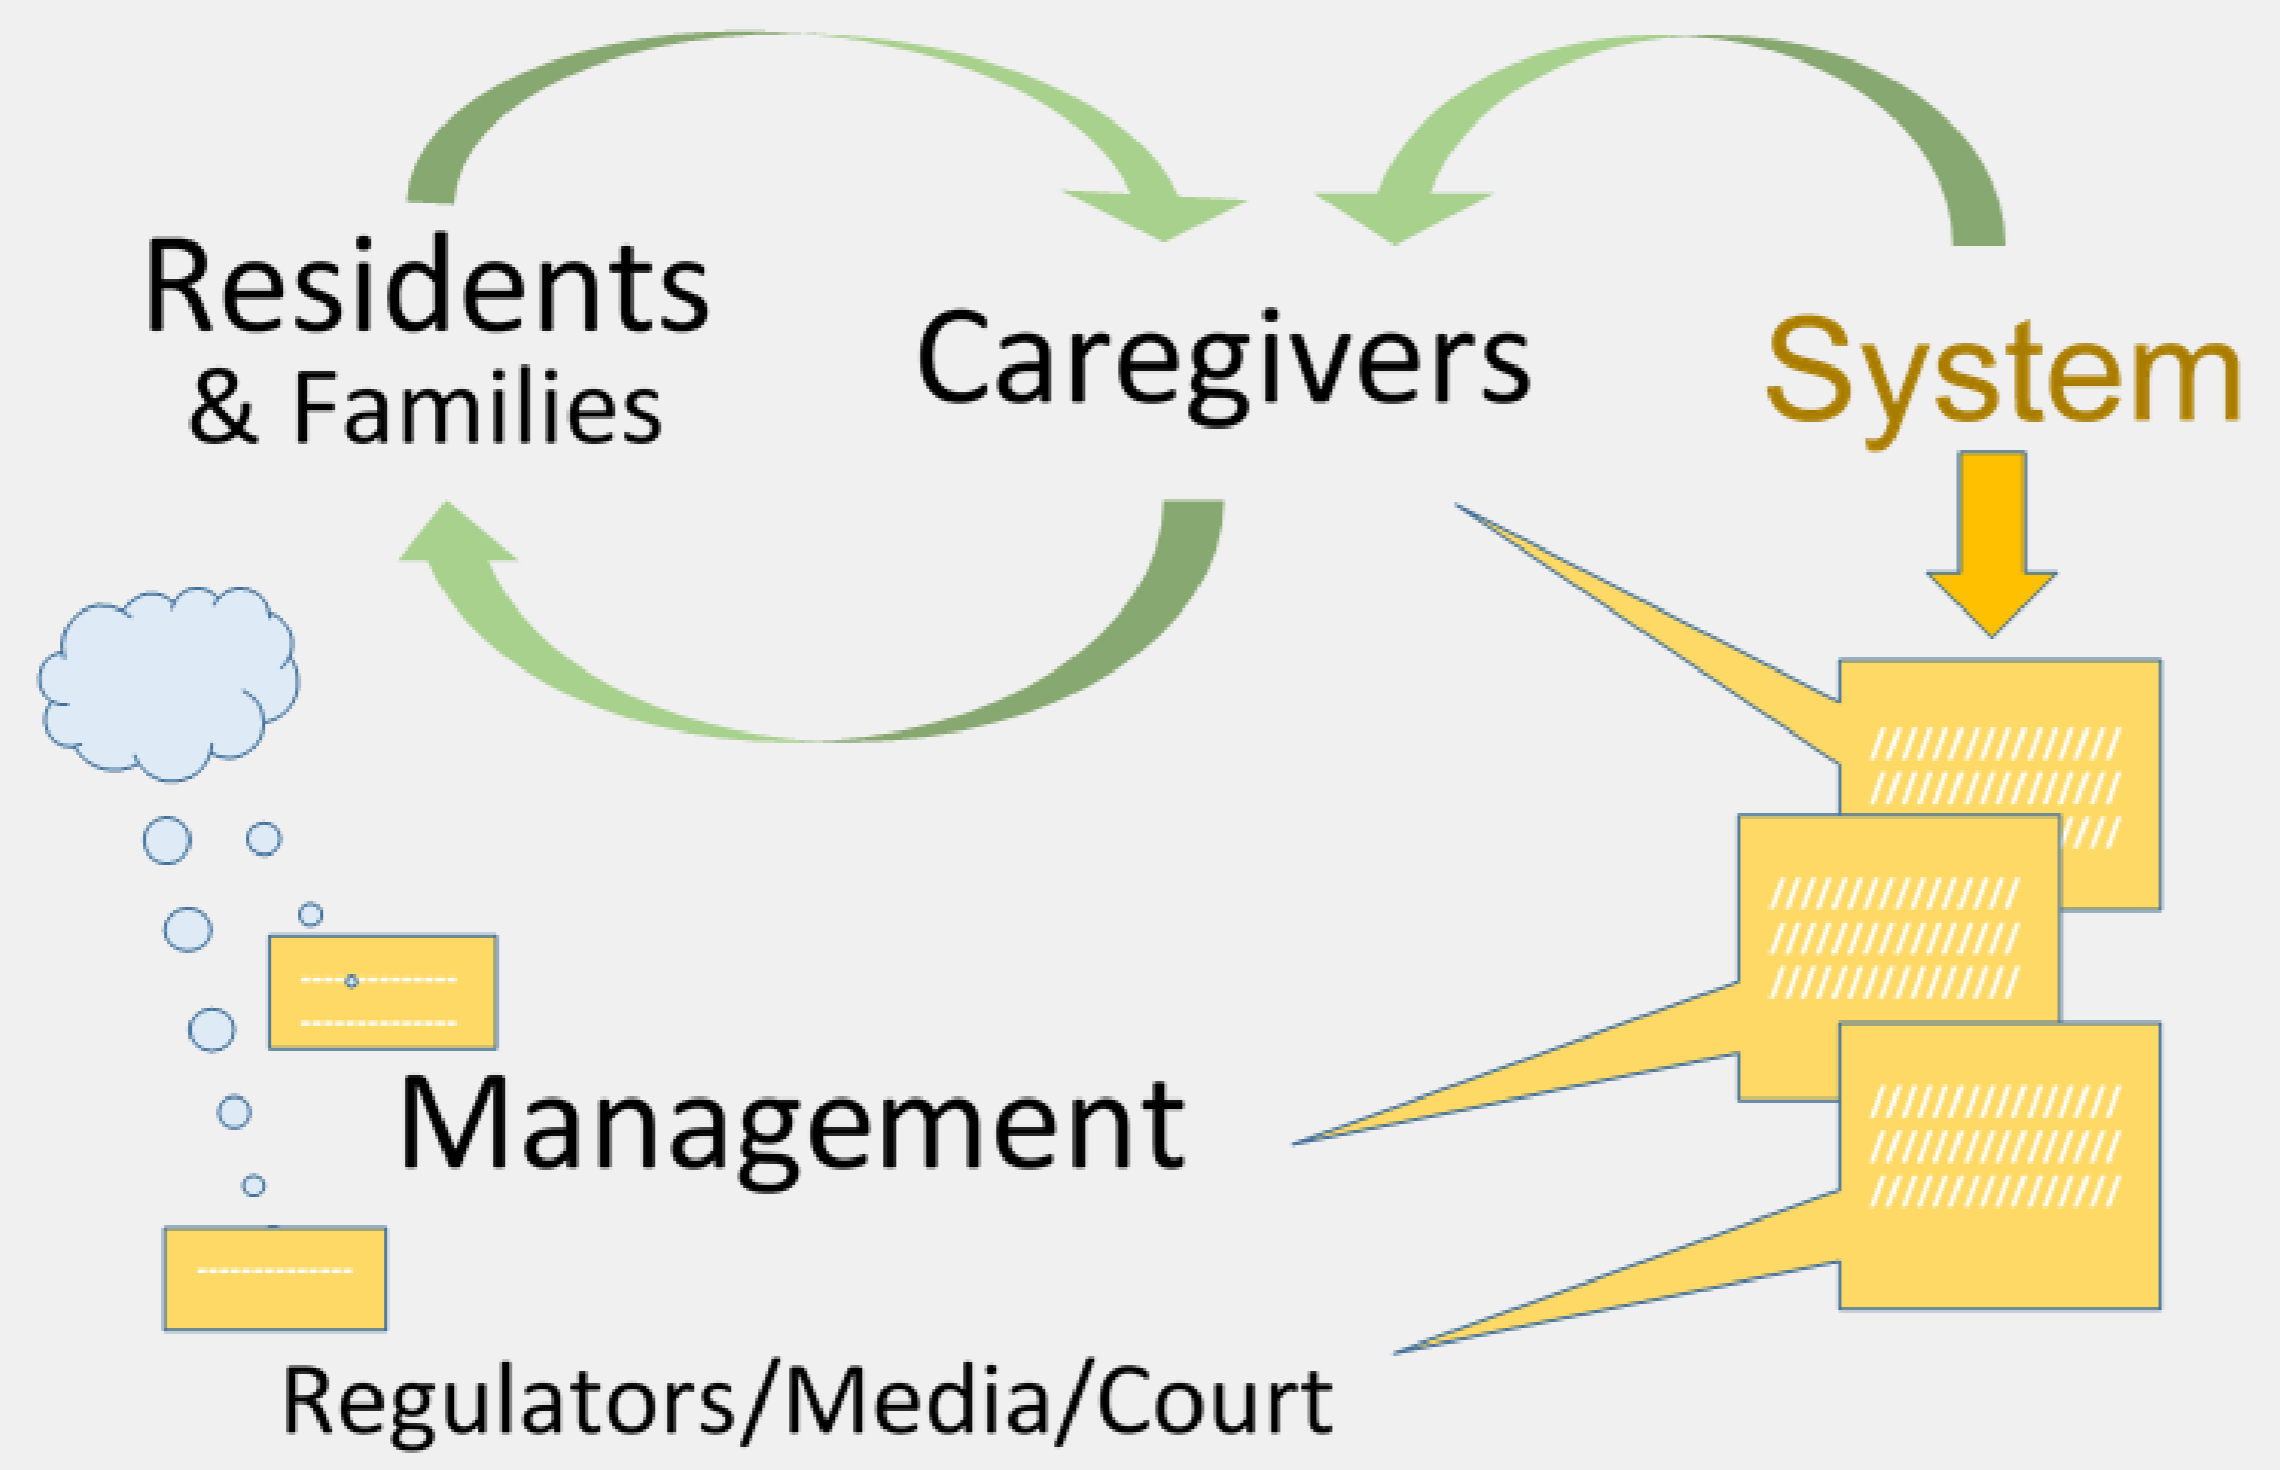 Residents
& Families
Caregivers
System
Management
Regulators/Media/Court